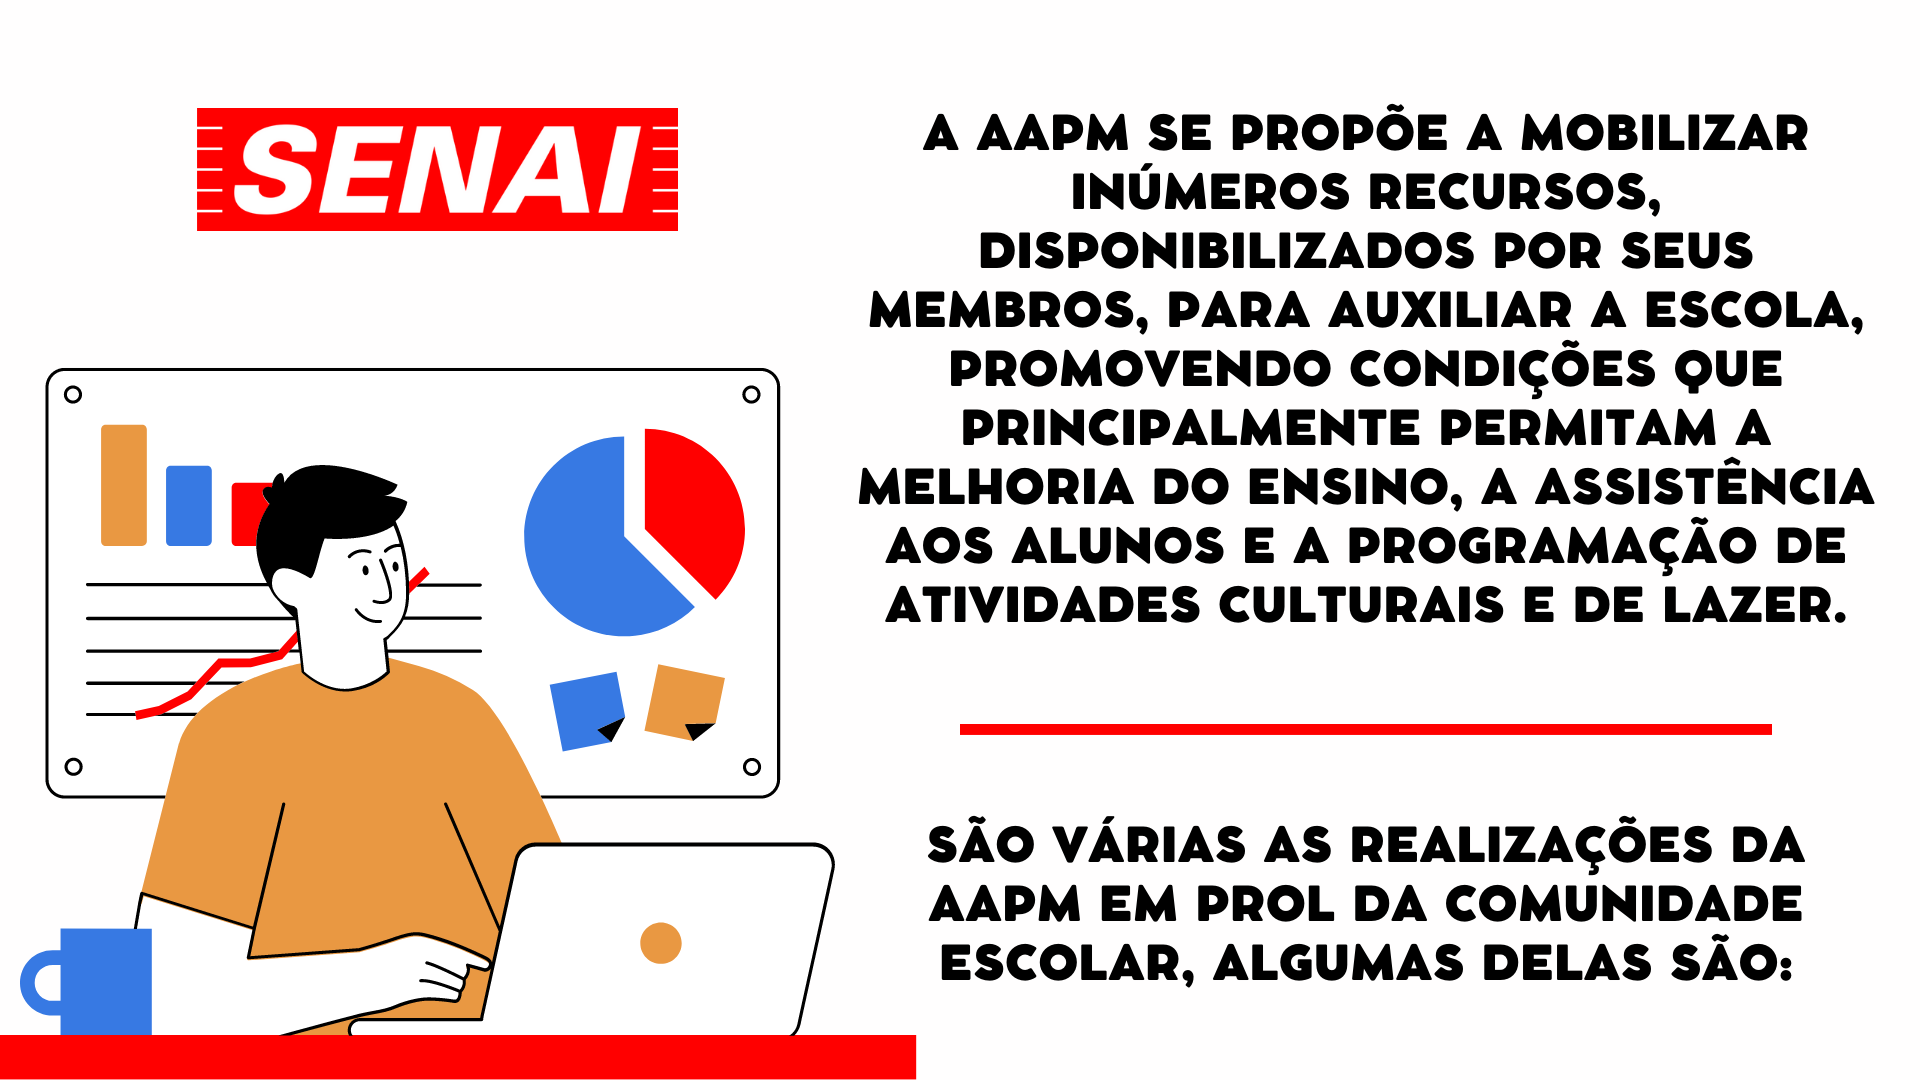 SENAI
A AAPM SE PROPÕE A MOBILIZAR
INÚMEROS RECURSOS,
DISPONIBILIZADOS POR SEUS
MEMBROS, PARA AUXILIAR A ESCOLA,
PROMOVENDO CONDIÇÕES QUE
PRINCIPALMENTE PERMITAM A
MELHORIA DO ENSINO, A ASSISTÊNCIA
AOS ALUNOS E A PROGRAMAÇÃO DE
ATIVIDADES CULTURAIS E DE LAZER.
SÃO VÁRIAS AS REALIZAÇÕES DA
AAPM EM PROL DA COMUNIDADE
ESCOLAR, ALGUMAS DELAS SÃO: